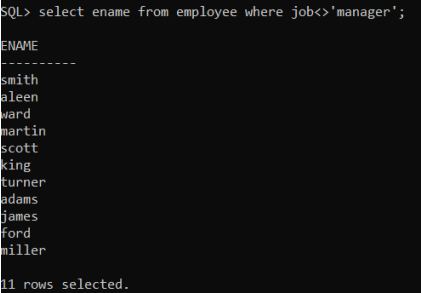 SQL> select ename from employee where job<>'manager';
ENAME
----------
smith
aleen
ward
martin
scott
king
turner
adams
james
ford
miller
11 rows selected.